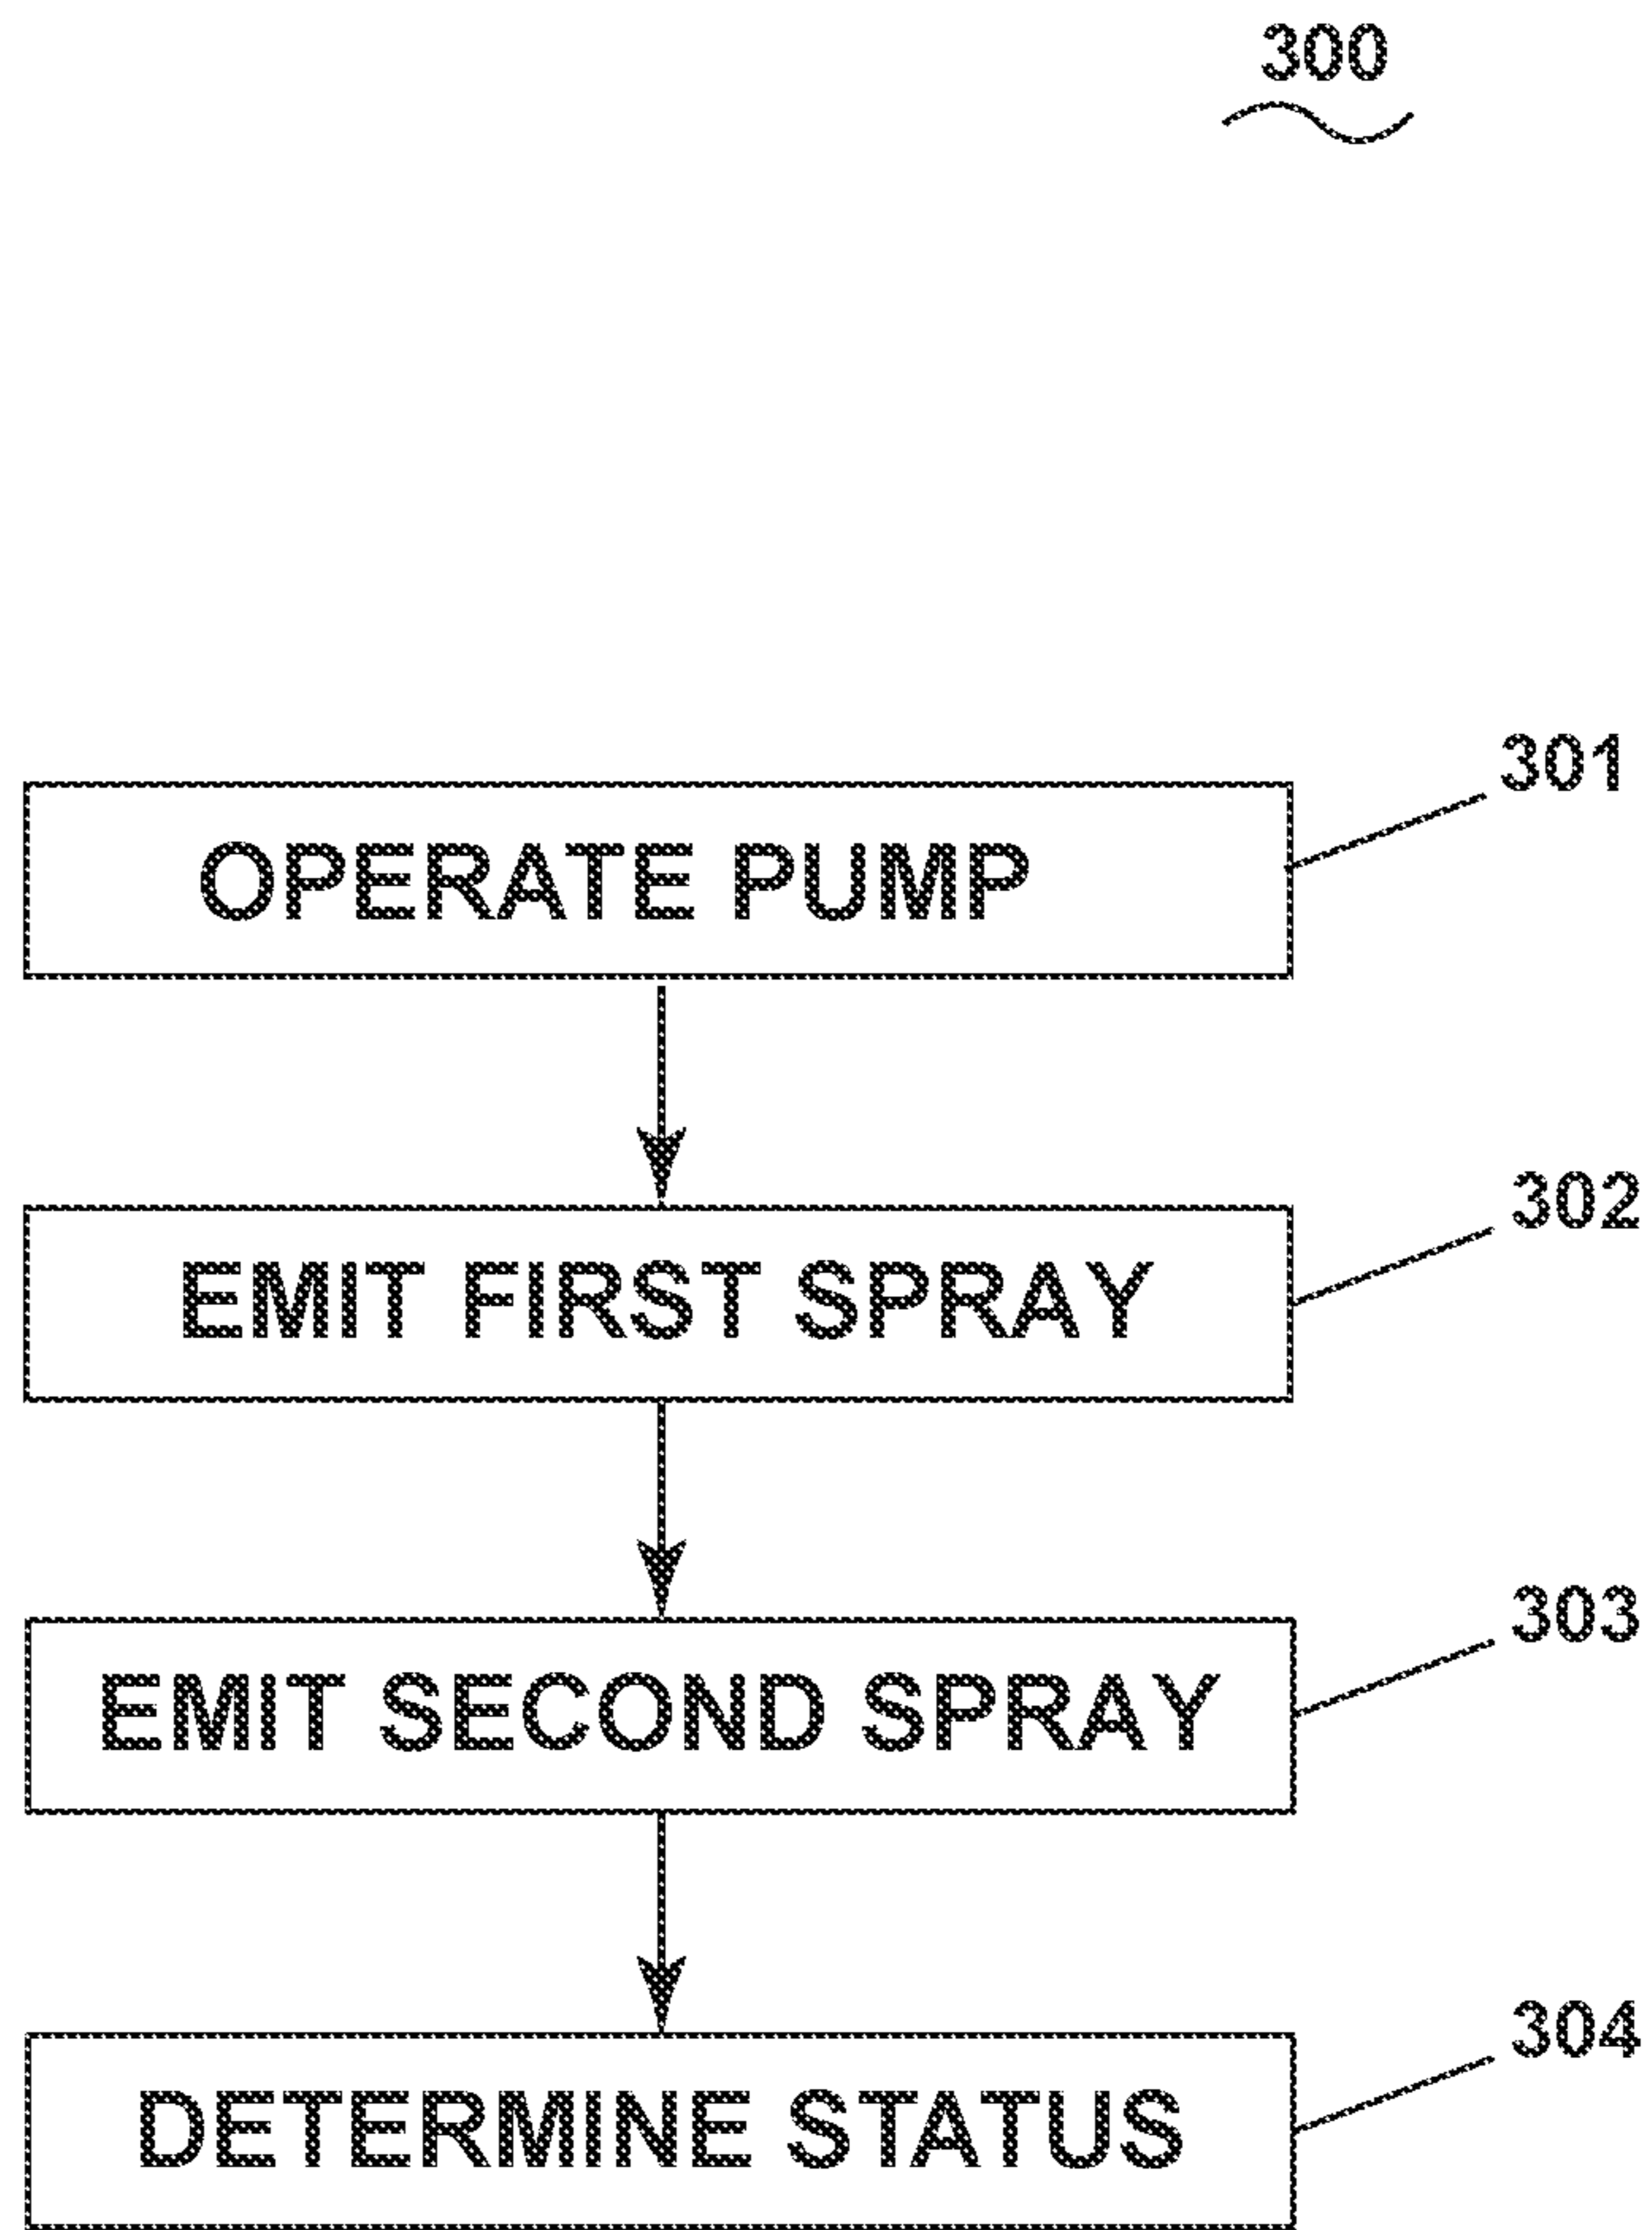 300
301
OPERATE PUMP
302
EMIT FIRST SPRAY
303
EMIT SECOND SPRAY
304
DETERMINE STATUS